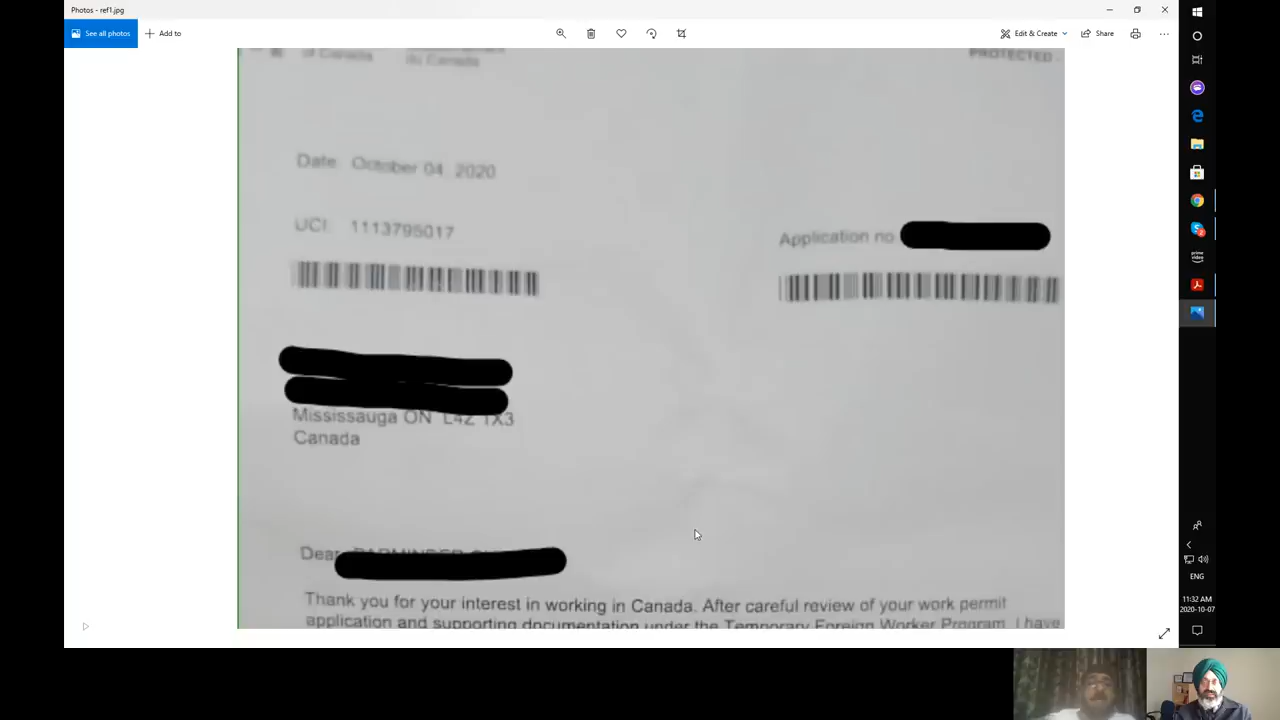 Photos - ref1.jpg
See all photos
Add to
Edit & Create
Share
of Canada
du Canada
PROTECTED
Date: October 04, 2020
UCI: 1113795017
Application no
Mississauga ON L4Z 1X3
Canada
Dear
Thank you for your interest in working in Canada. After careful review of your work permit
application and supporting documentation under the Temporary Foreign Worker Program, I have
prime video
ENG
11:32 AM
2020-10-07